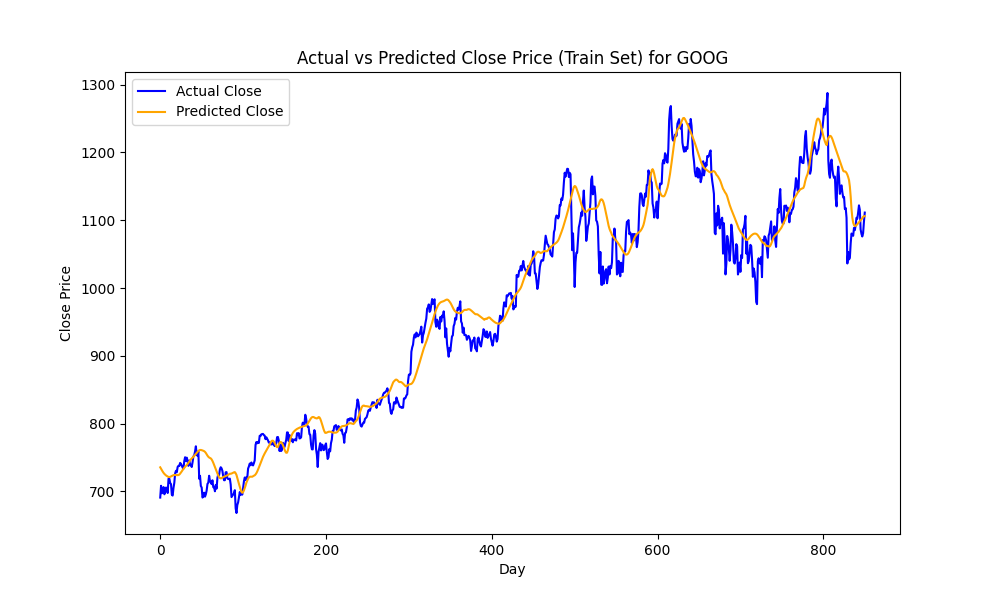 Actual vs Predicted Close Price (Train Set) for GOOG
Actual Close
Predicted Close
Close Price
1300
1200
1100
1000
900
800
700
0 200 400 600 800
Day